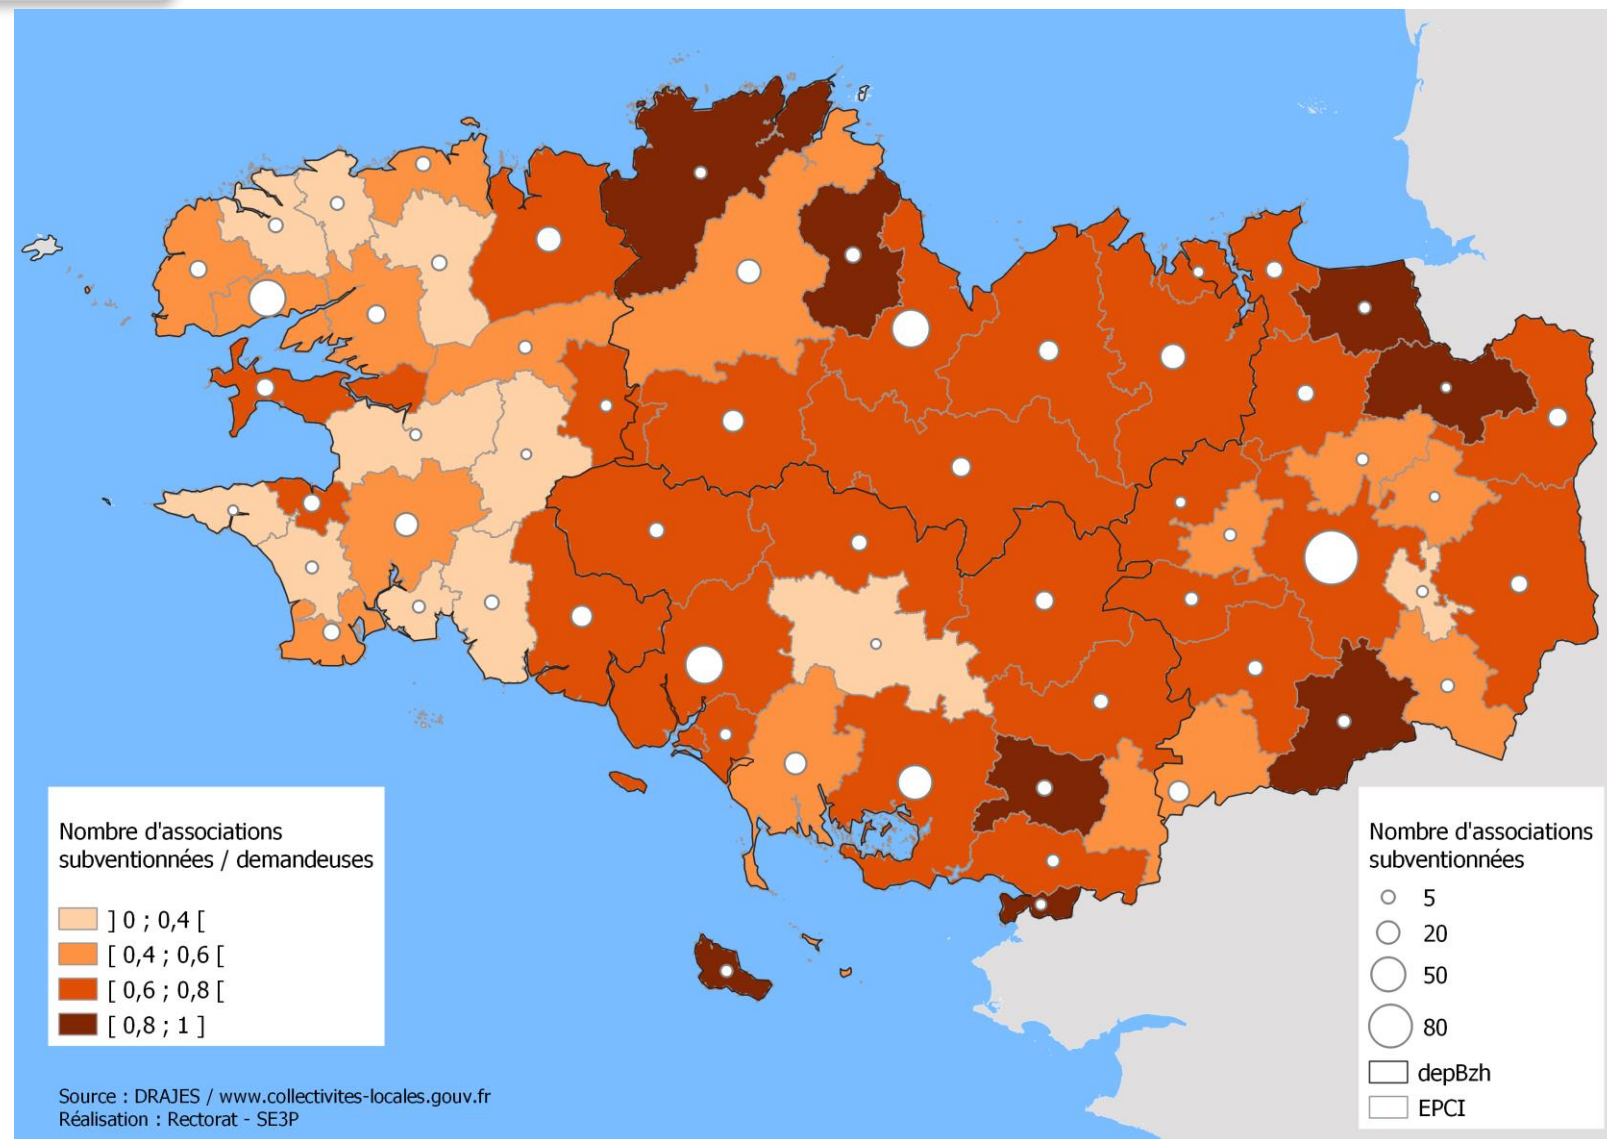 Nombre d'associations
subventionnées / demandeuses
] 0 ; 0,4 [
[ 0,4 ; 0,6 [
[ 0,6 ; 0,8 [
[ 0,8 ; 1 ]
Source : DRAJES / www.collectivites-locales.gouv.fr
Réalisation : Rectorat - SE3P
Nombre d'associations
subventionnées
5
20
50
80
depBzh
EPCI